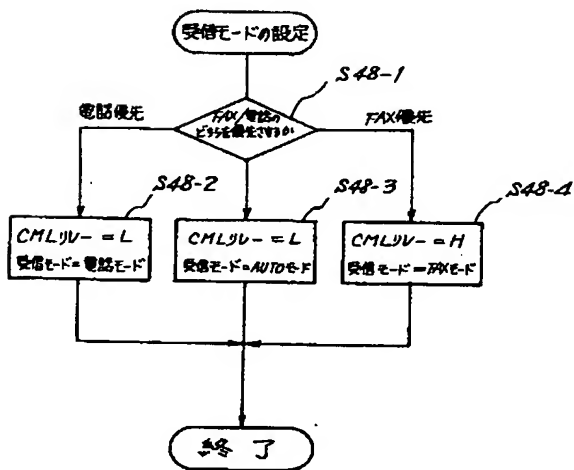 受信モードの設定
S48-1
FAX/電話の
どちらを優先させるか
電話優先
FAX優先
S48-2
S48-3
S48-4
CMLリレー=L
受信モード=電話モード
CMLリレー=L
受信モード=AUTOモード
CMLリレー=H
受信モード=FAXモード
終了